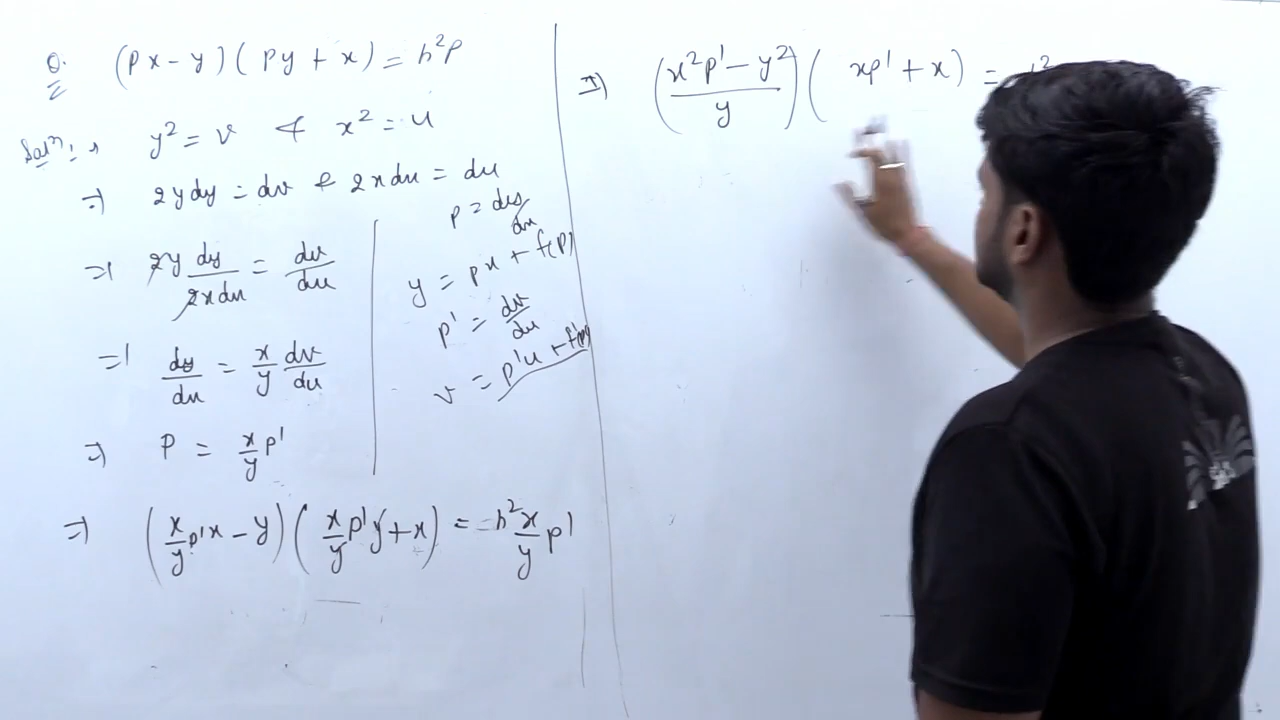 Q. (px - y)(py + x) = h²p
Solⁿ: → y² = v & x² = u
⇒ 2y dy = dv & 2x dx = du
⇒ 2y dy / 2x dx = dv/du
⇒ dy/dx = x/y dv/du
⇒ P = x/y p'
⇒ (x/y p'x - y)(x/y p'y + x) = h² x/y p'
p = dy/dx
y = px + f(p)
p' = dv/du
v = p'u + f(p')
⇒ ((x²p' - y²)/y)(xp' + x) =